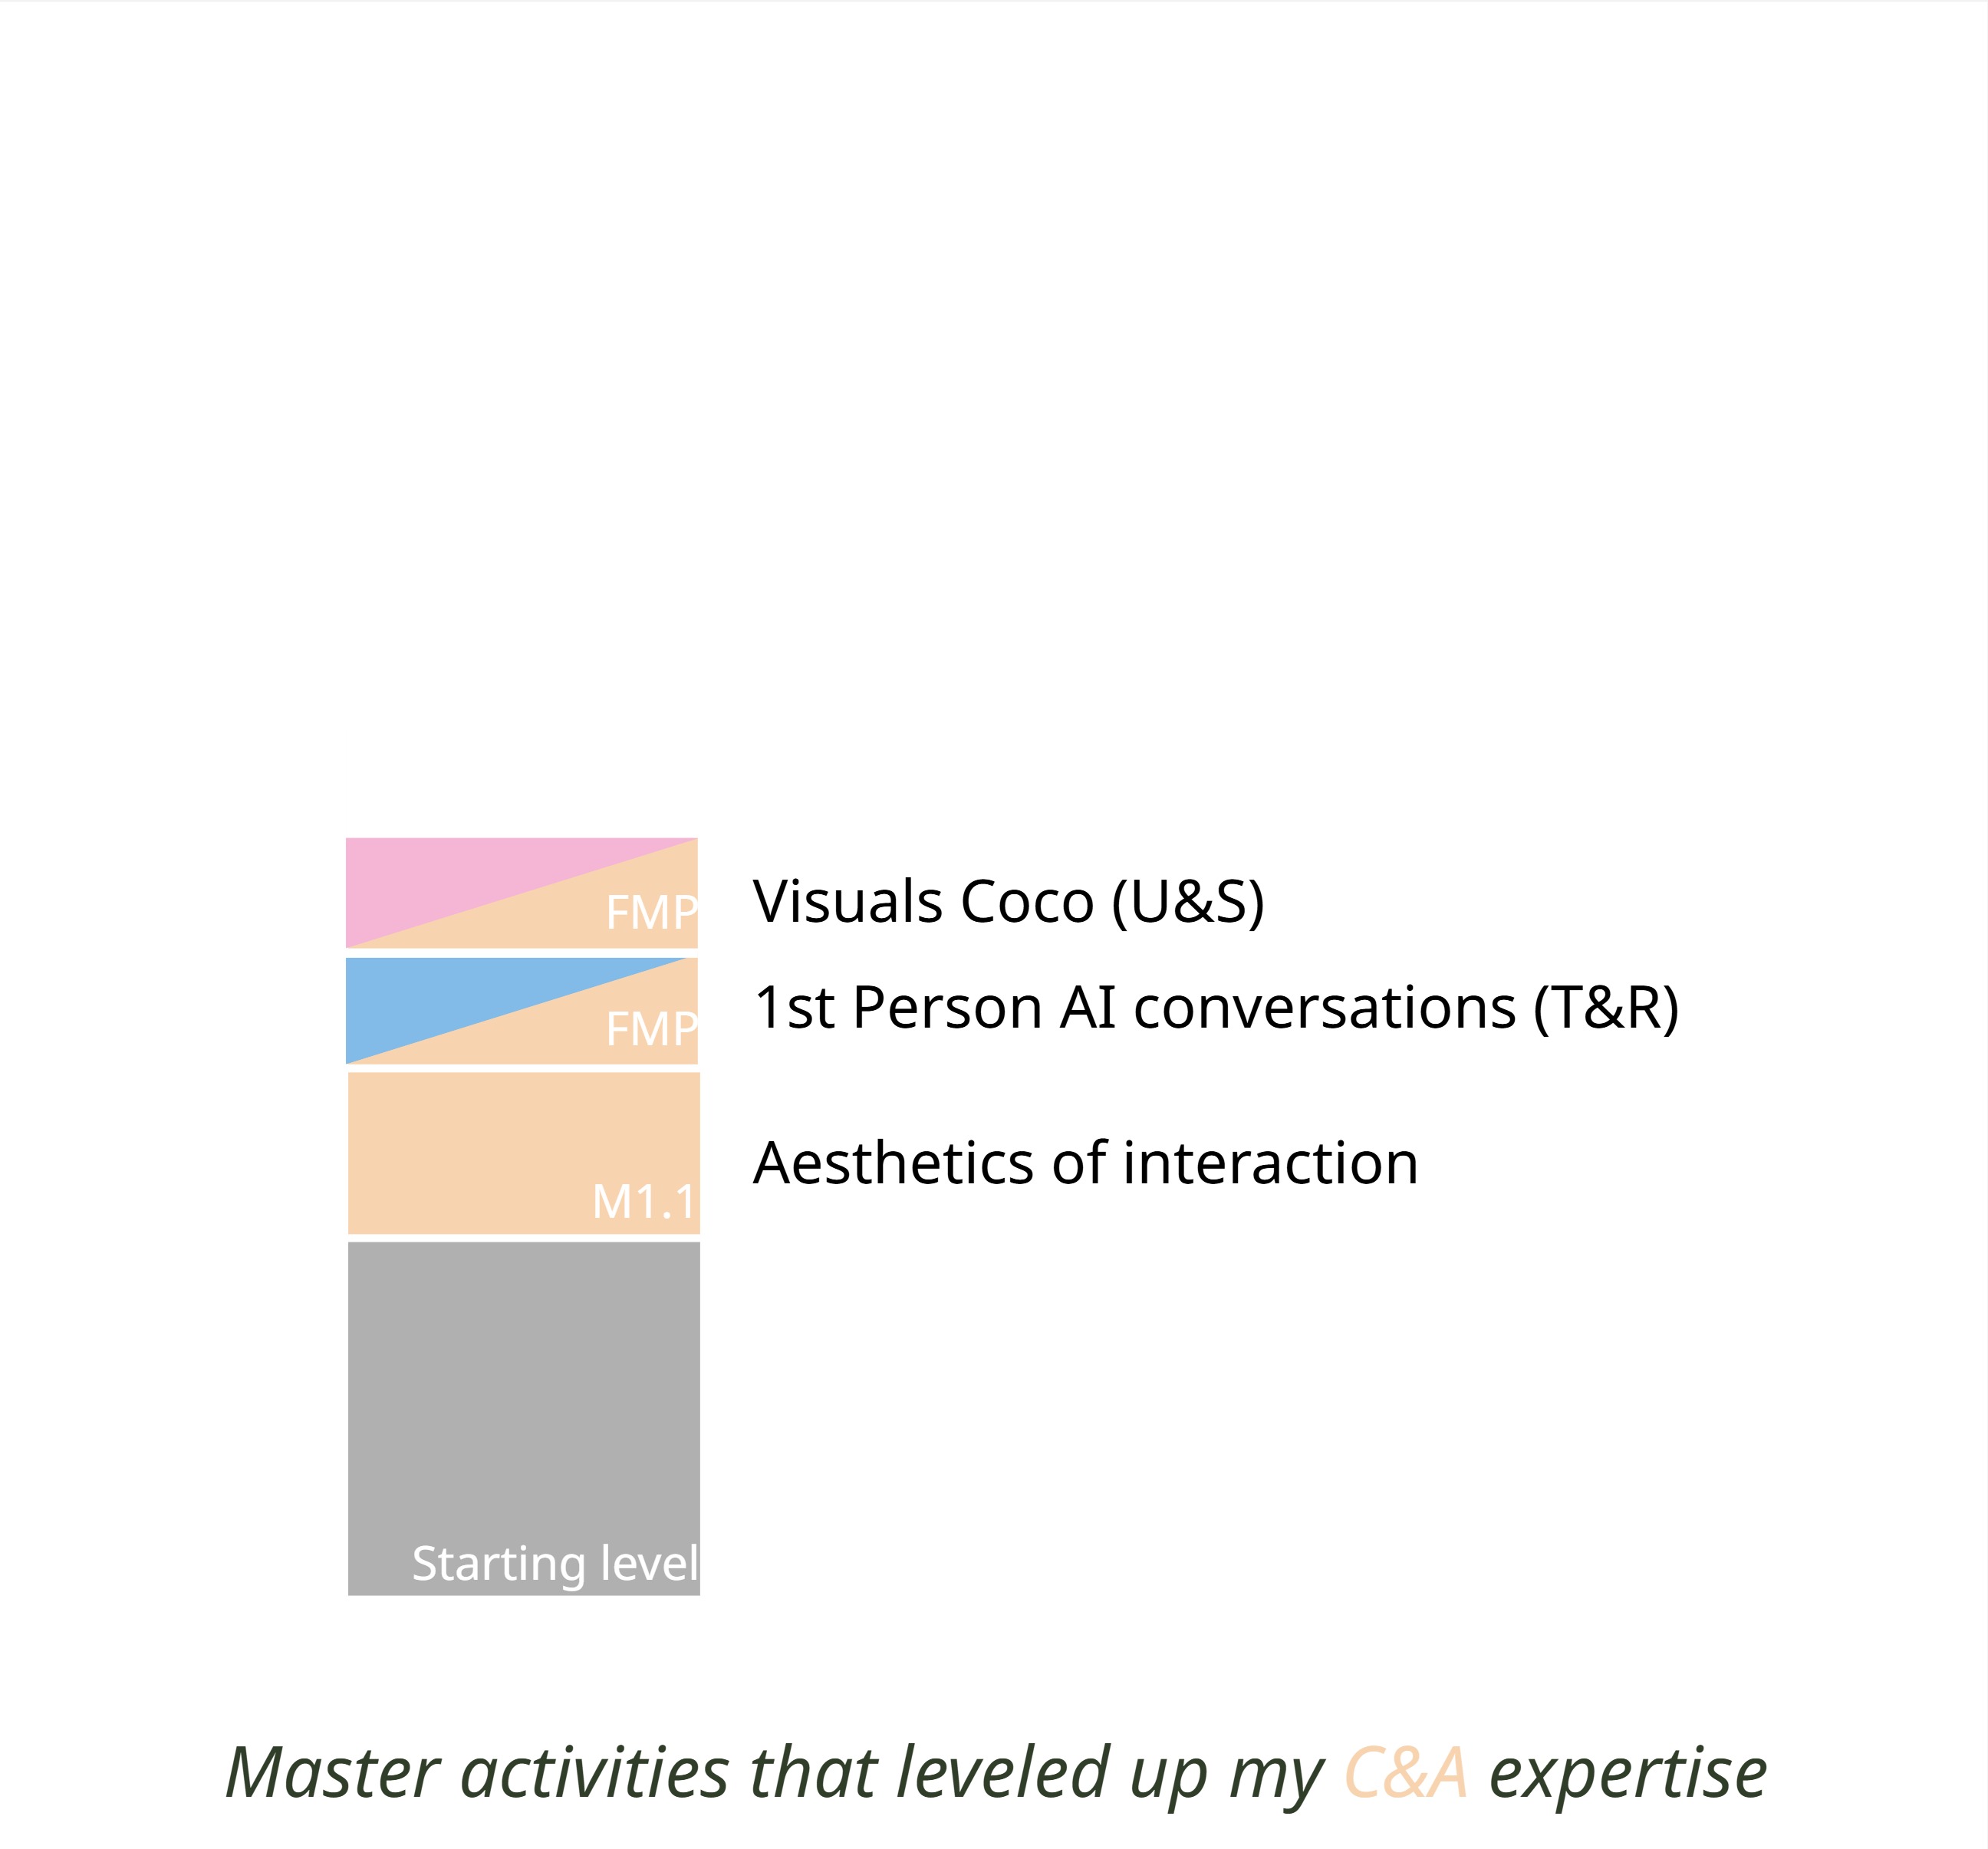 FMP
Visuals Coco (U&S)
FMP
1st Person AI conversations (T&R)
M1.1
Aesthetics of interaction
Starting level
Master activities that leveled up my C&A expertise